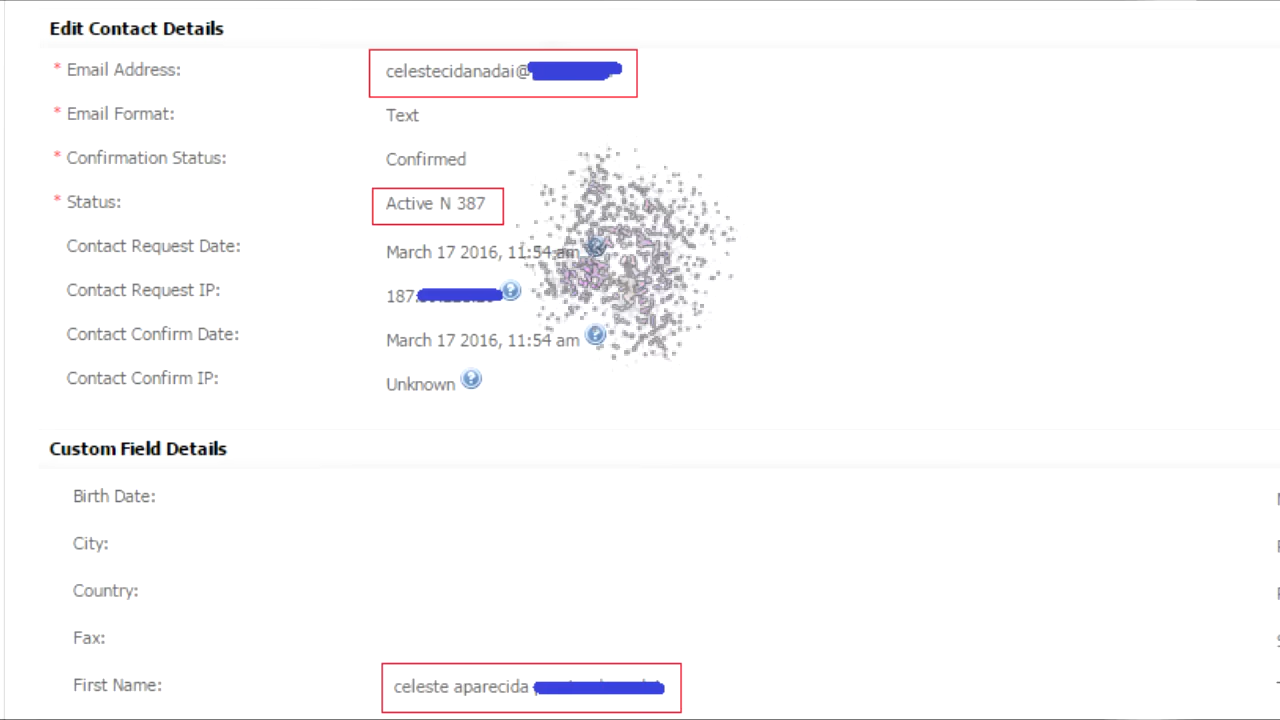 Edit Contact Details
* Email Address: celestecidanadai@
* Email Format: Text
* Confirmation Status: Confirmed
* Status: Active N 387
Contact Request Date: March 17 2016, 11:54 am
Contact Request IP: 187.
Contact Confirm Date: March 17 2016, 11:54 am
Contact Confirm IP: Unknown
Custom Field Details
Birth Date:
City:
Country:
Fax:
First Name: celeste aparecida